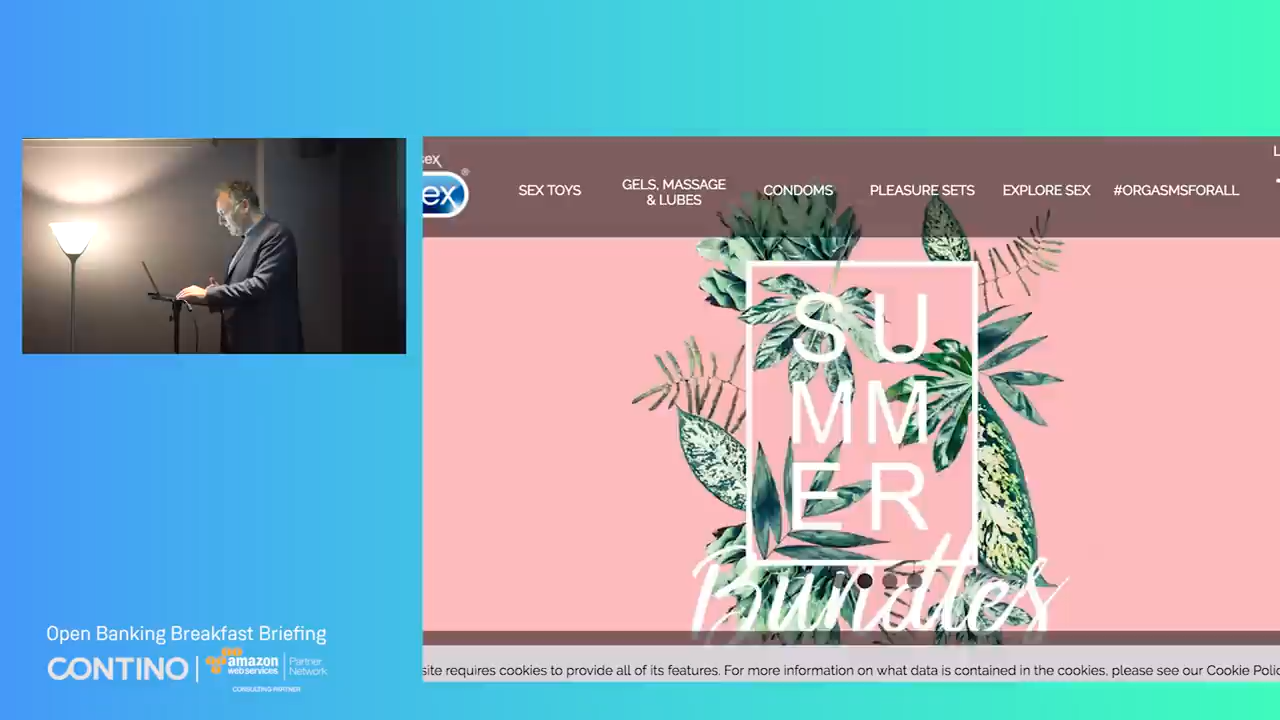 sex
ex
®
SEX TOYS
GELS, MASSAGE
& LUBES
CONDOMS
PLEASURE SETS
EXPLORE SEX
#ORGASMSFORALL
L
SU
MM
ER
Bundles
site requires cookies to provide all of its features. For more information on what data is contained in the cookies, please see our Cookie Polic
Open Banking Breakfast Briefing
CONTINO
amazon
webservices
Partner
Network
CONSULTING PARTNER